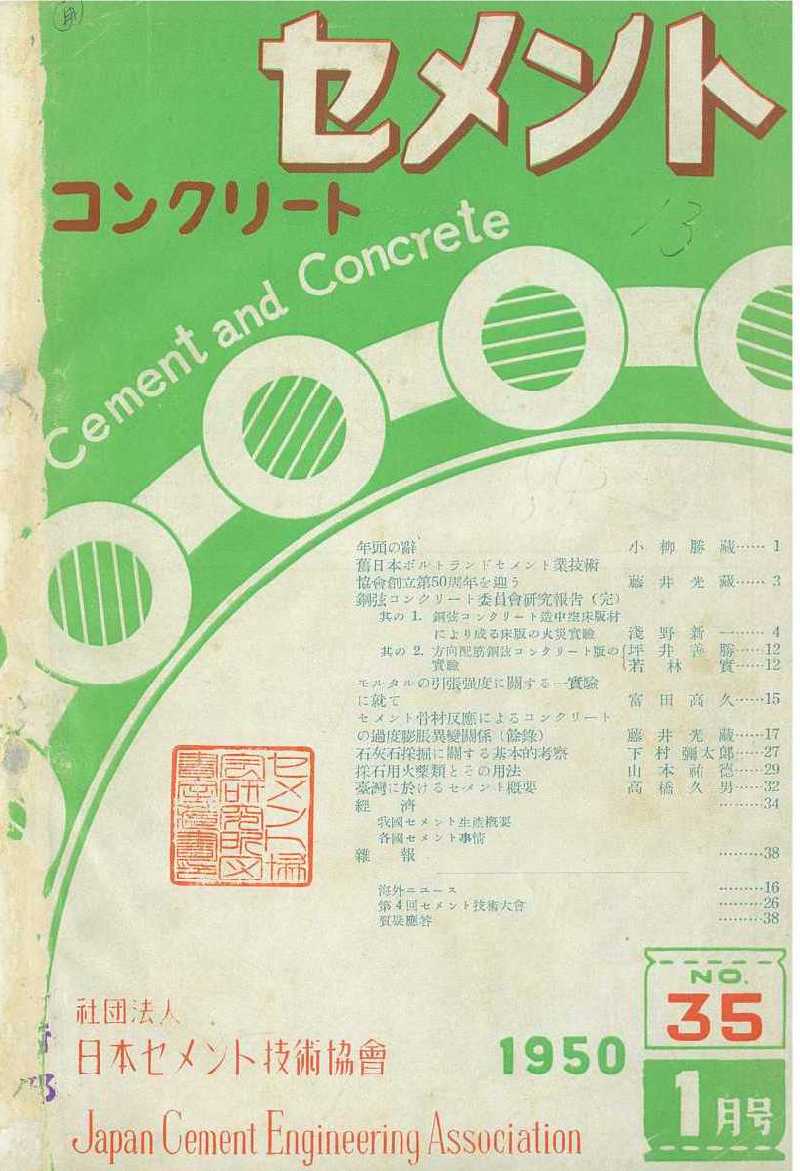 セメント
コンクリート
Cement and Concrete
13
年頭の辭 小柳勝蔵……1
舊日本ポルトランドセメント業技術
協會創立第50周年を迎う 藤井光藏……3
鋼弦コンクリート委員會研究報告（完）
其の 1. 鋼弦コンクリート造中空床版材
により成る床版の火災實驗 淺野新一……4
其の 2. 方向配筋鋼弦コンクリート版の 坪井善勝……12
實驗 若林實……12
モルタルの引張强度に關する一實驗
に就て 富田高久……15
セメント骨材反應によるコンクリート
の過度膨脹異變關係（餘錄） 藤井光藏……17
石灰石採掘に關する基本的考察 下村彌太郎……27
採石用火藥類とその用法 山本祐德……29
臺灣に於けるセメント概要 高橋久男……32
經濟 ………34
我國セメント生產概要
各國セメント事情
雜報 ………38
海外ニユース ………16
第4回セメント技術大會 ………26
質疑應答 ………38
社団法人
日本セメント技術協會
1950
NO.
35
1月号
Japan Cement Engineering Association